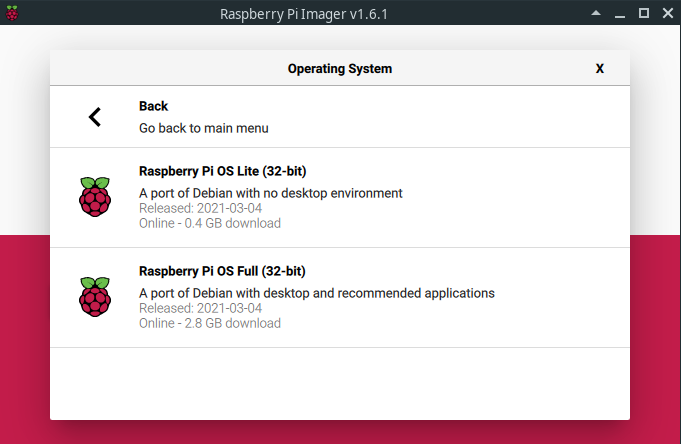 Raspberry Pi Imager v1.6.1
Operating System
X
Back
Go back to main menu
Raspberry Pi OS Lite (32-bit)
A port of Debian with no desktop environment
Released: 2021-03-04
Online - 0.4 GB download
Raspberry Pi OS Full (32-bit)
A port of Debian with desktop and recommended applications
Released: 2021-03-04
Online - 2.8 GB download